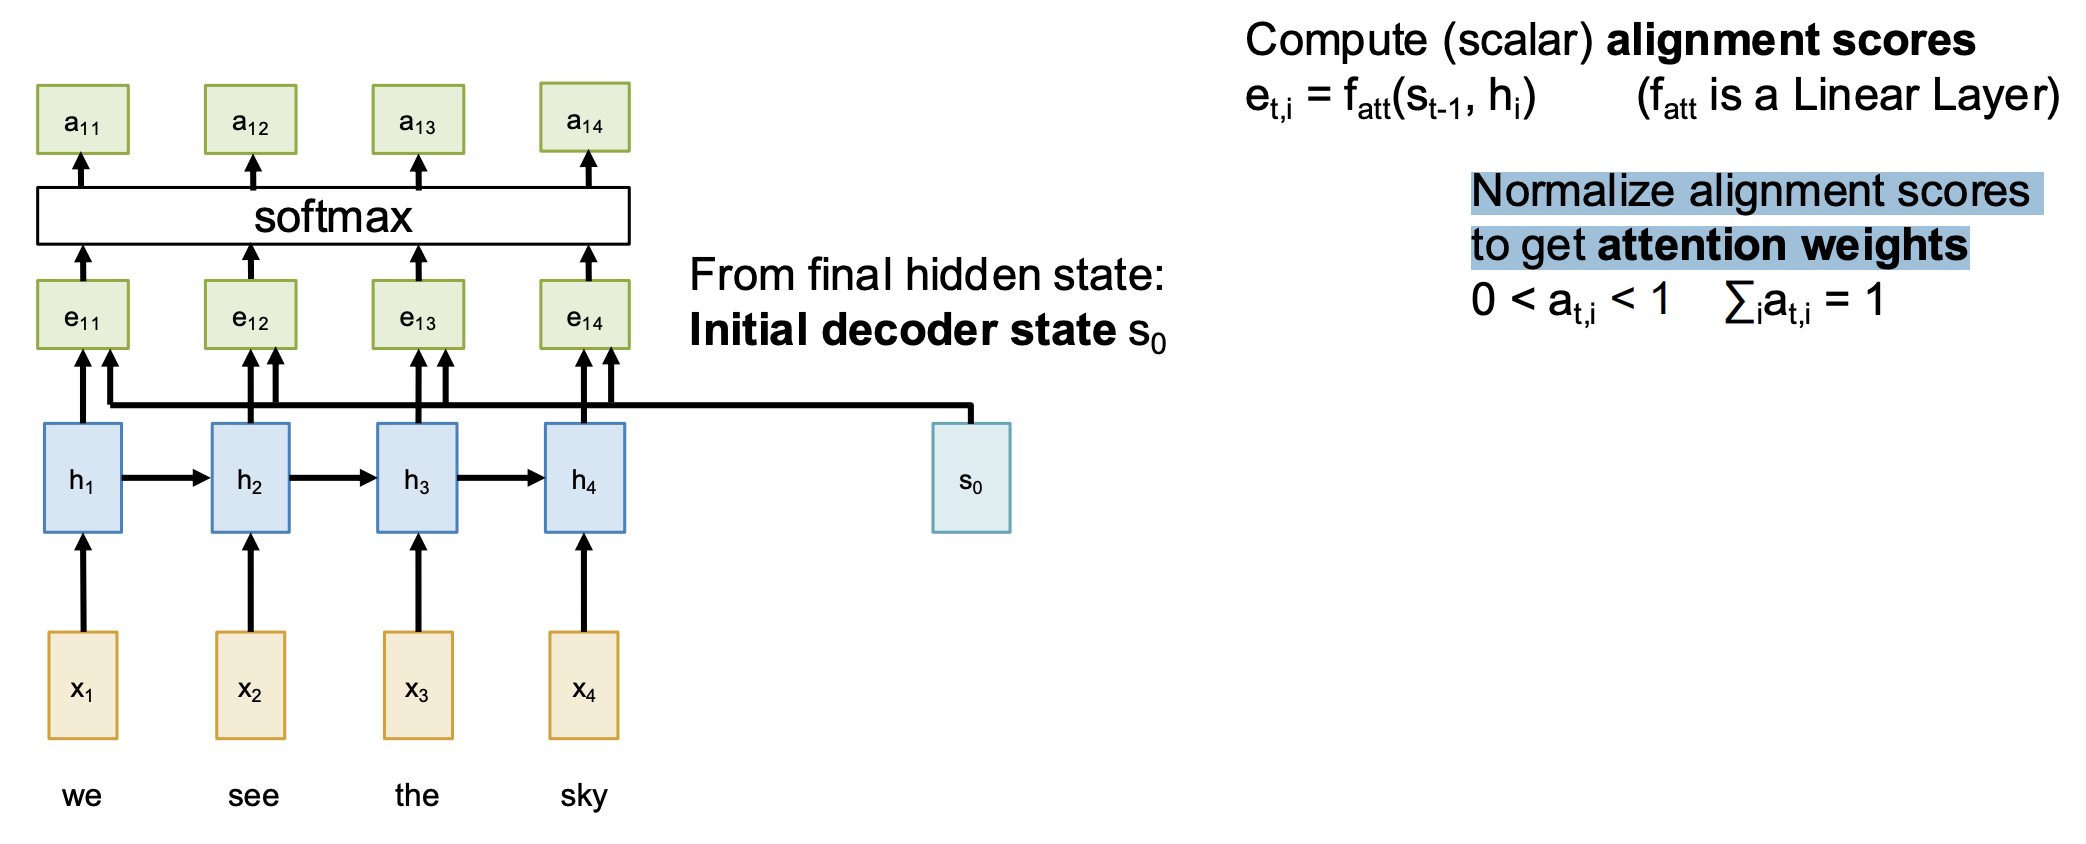 Compute (scalar) alignment scores
e_{t,i} = f_{att}(s_{t-1}, h_i) (f_{att} is a Linear Layer)
Normalize alignment scores
to get attention weights
0 < a_{t,i} < 1 ∑_i a_{t,i} = 1
a_{11} a_{12} a_{13} a_{14}
softmax
From final hidden state:
Initial decoder state s_0
e_{11} e_{12} e_{13} e_{14}
h_1 h_2 h_3 h_4 s_0
x_1 x_2 x_3 x_4
we see the sky